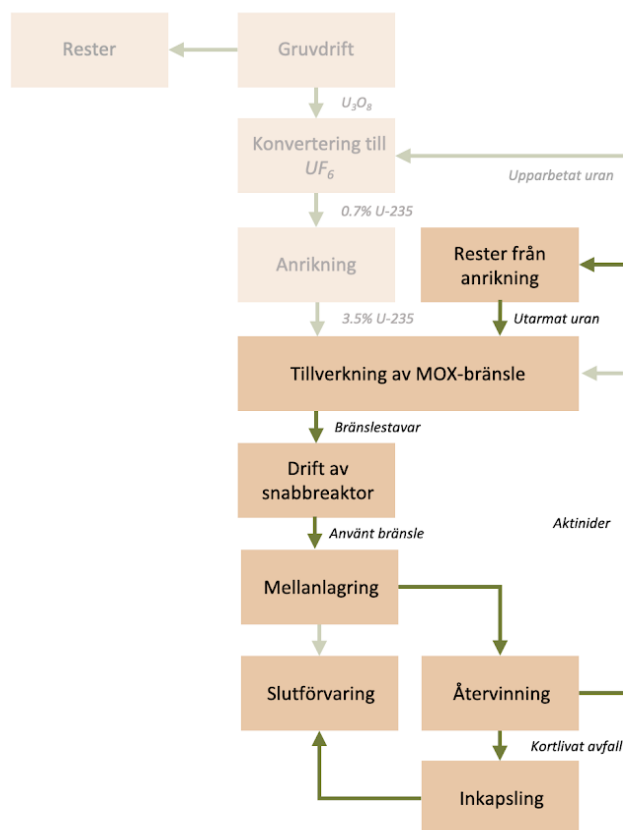 Rester
Gruvdrift
U₃O₈
Konvertering till
UF₆
Upparbetat uran
0.7% U-235
Anrikning
Rester från
anrikning
3.5% U-235
Utarmat uran
Tillverkning av MOX-bränsle
Bränslestavar
Drift av
snabbreaktor
Aktinider
Använt bränsle
Mellanlagring
Slutförvaring
Återvinning
Kortlivat avfall
Inkapsling